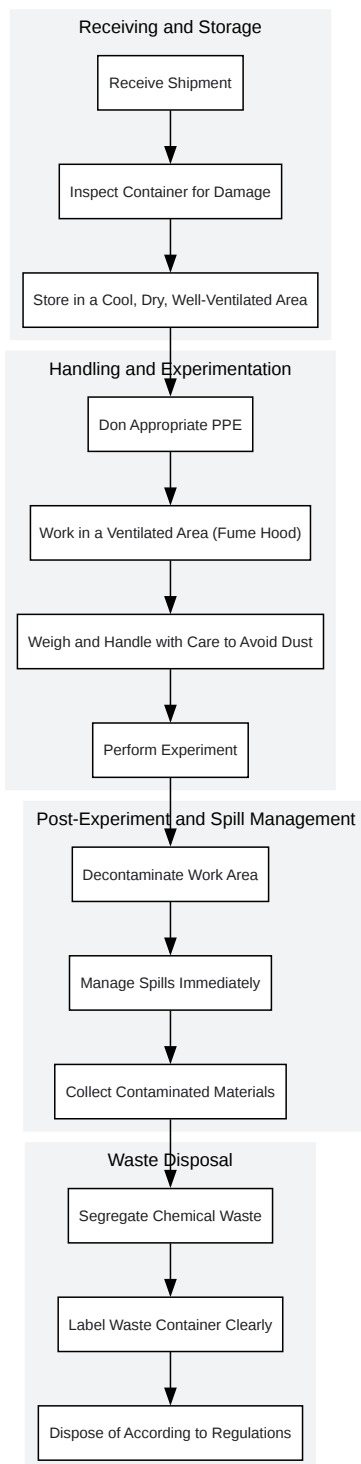 Receiving and Storage
Receive Shipment
Inspect Container for Damage
Store in a Cool, Dry, Well-Ventilated Area
Handling and Experimentation
Don Appropriate PPE
Work in a Ventilated Area (Fume Hood)
Weigh and Handle with Care to Avoid Dust
Perform Experiment
Post-Experiment and Spill Management
Decontaminate Work Area
Manage Spills Immediately
Collect Contaminated Materials
Waste Disposal
Segregate Chemical Waste
Label Waste Container Clearly
Dispose of According to Regulations